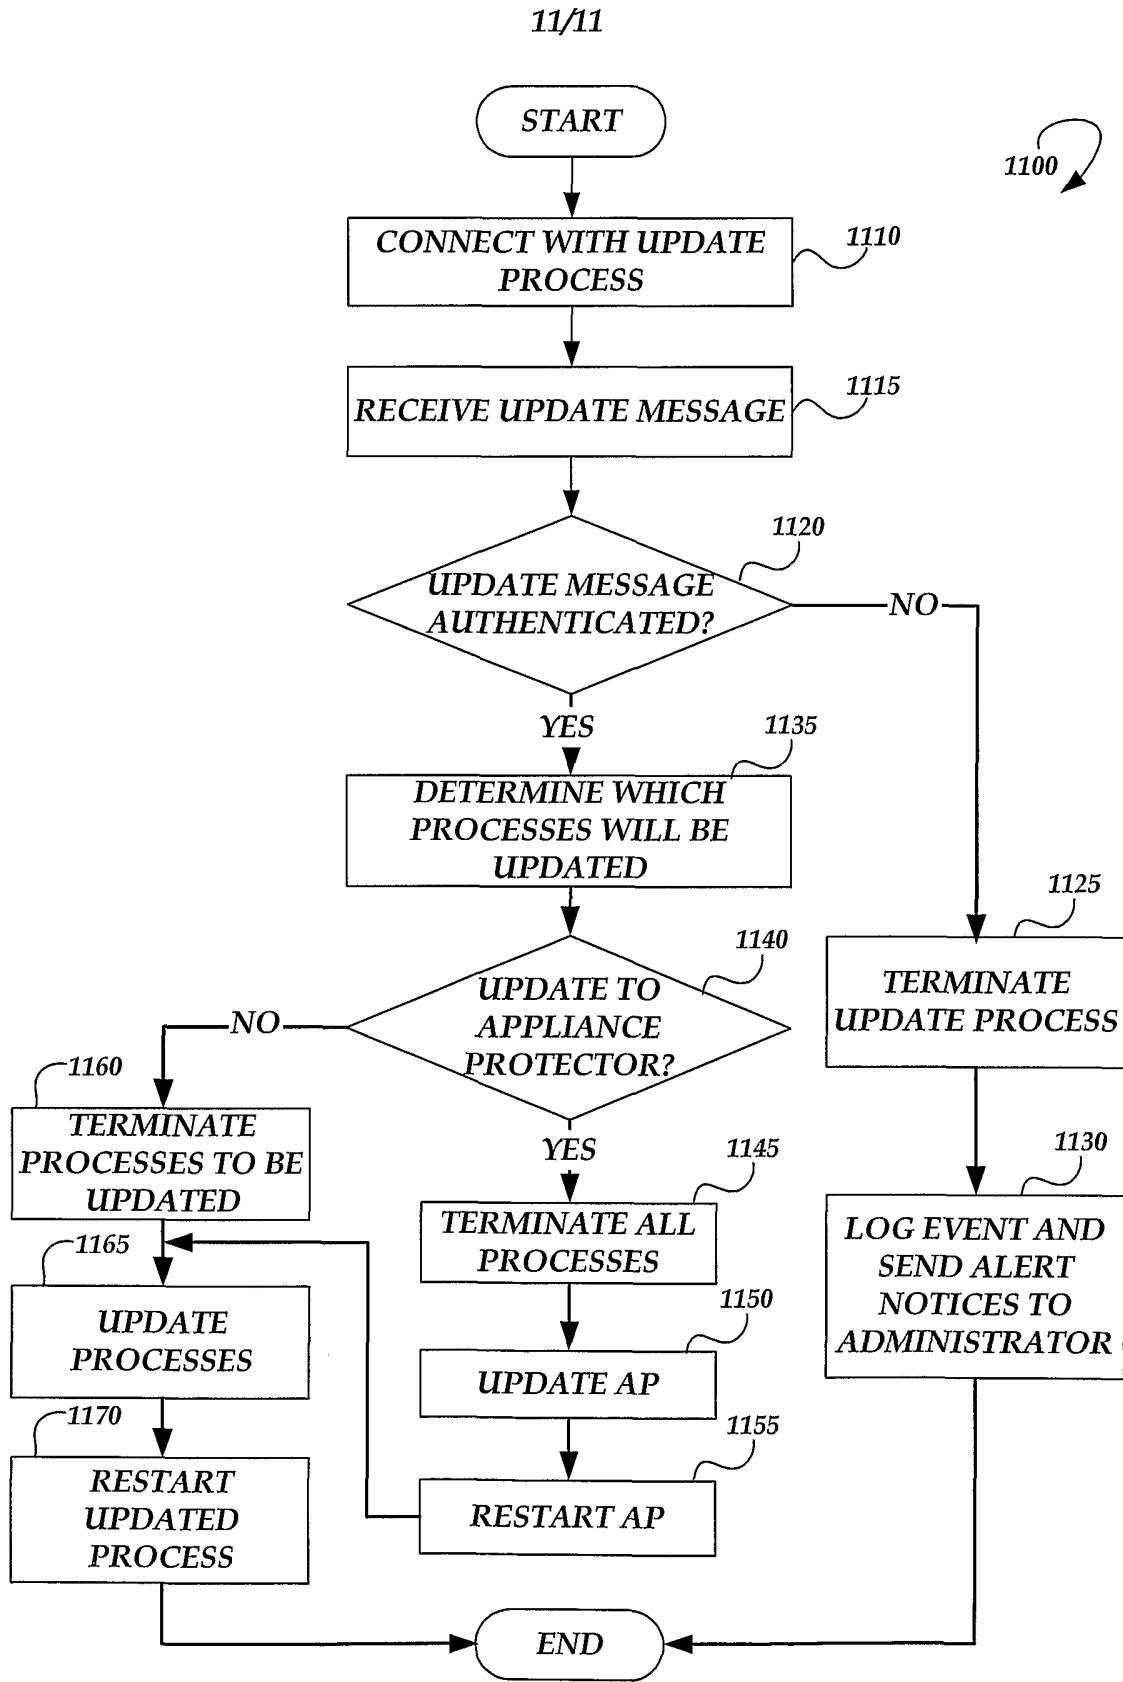 11/11
START
1100
CONNECT WITH UPDATE
PROCESS
1110
RECEIVE UPDATE MESSAGE
1115
1120
UPDATE MESSAGE
AUTHENTICATED?
NO
YES
1135
DETERMINE WHICH
PROCESSES WILL BE
UPDATED
1125
TERMINATE
UPDATE PROCESS
1140
UPDATE TO
APPLIANCE
PROTECTOR?
NO
YES
1160
TERMINATE
PROCESSES TO BE
UPDATED
1145
TERMINATE ALL
PROCESSES
1130
LOG EVENT AND
SEND ALERT
NOTICES TO
ADMINISTRATOR
1165
UPDATE
PROCESSES
1150
UPDATE AP
1170
RESTART
UPDATED
PROCESS
1155
RESTART AP
END